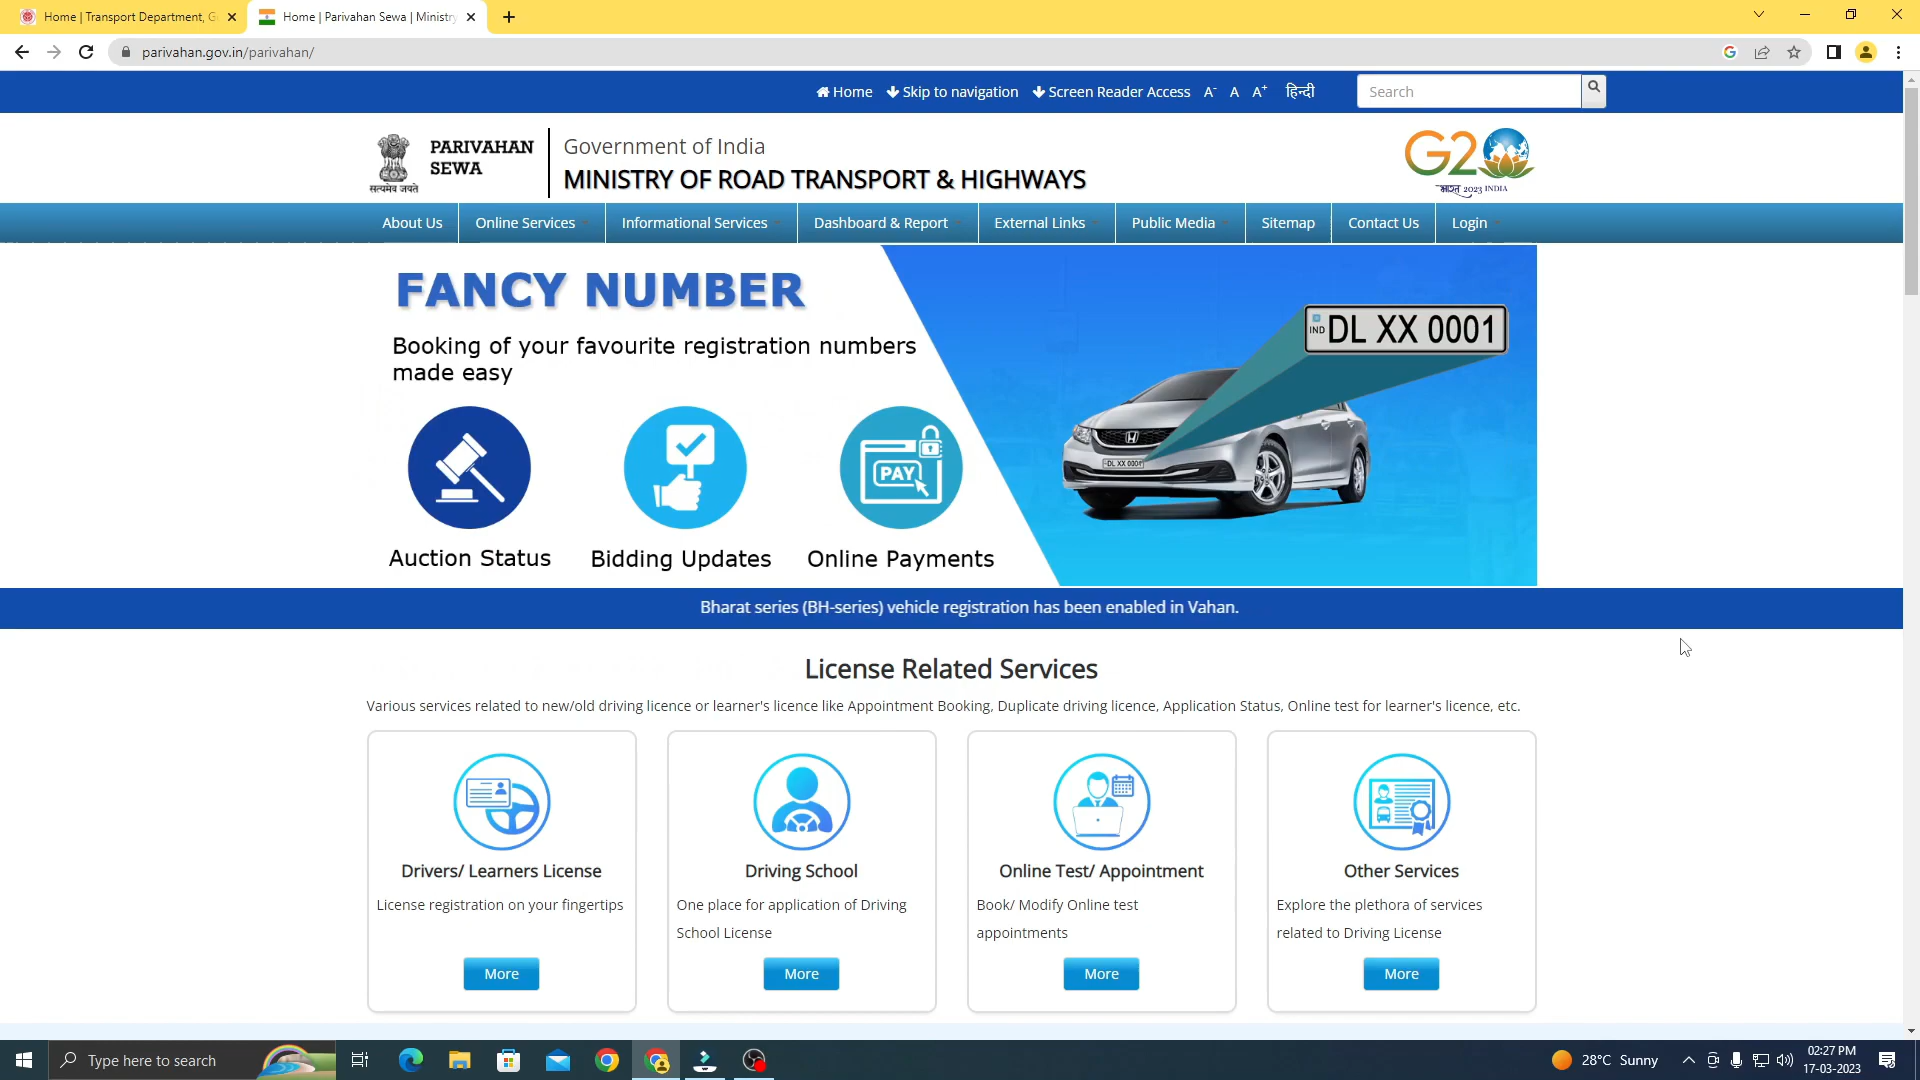 Home | Transport Department, G
Home | Parivahan Sewa | Ministry
parivahan.gov.in/parivahan/
Home Skip to navigation Screen Reader Access A- A A+ हिन्दी Search
PARIVAHAN
SEWA
सत्यमेव जयते
Government of India
MINISTRY OF ROAD TRANSPORT & HIGHWAYS
G20
भारत 2023 INDIA
About Us Online Services Informational Services Dashboard & Report External Links Public Media Sitemap Contact Us Login
FANCY NUMBER
Booking of your favourite registration numbers
made easy
IND DL XX 0001
DL XX 0001
PAY
Auction Status Bidding Updates Online Payments
Bharat series (BH-series) vehicle registration has been enabled in Vahan.
License Related Services
Various services related to new/old driving licence or learner's licence like Appointment Booking, Duplicate driving licence, Application Status, Online test for learner's licence, etc.
Drivers/ Learners License
License registration on your fingertips
More
Driving School
One place for application of Driving
School License
More
Online Test/ Appointment
Book/ Modify Online test
appointments
More
Other Services
Explore the plethora of services
related to Driving License
More
Type here to search
28°C Sunny
02:27 PM
17-03-2023